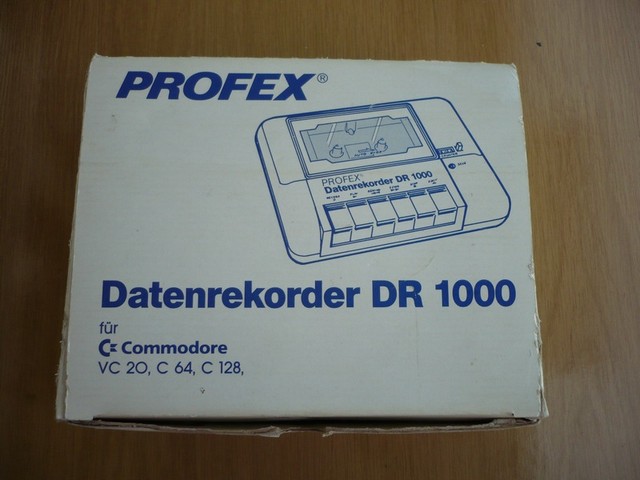 PROFEX®
PROFEX®
Datenrekorder DR 1000
Datenrekorder DR 1000
für
Commodore
VC 20, C 64, C 128,